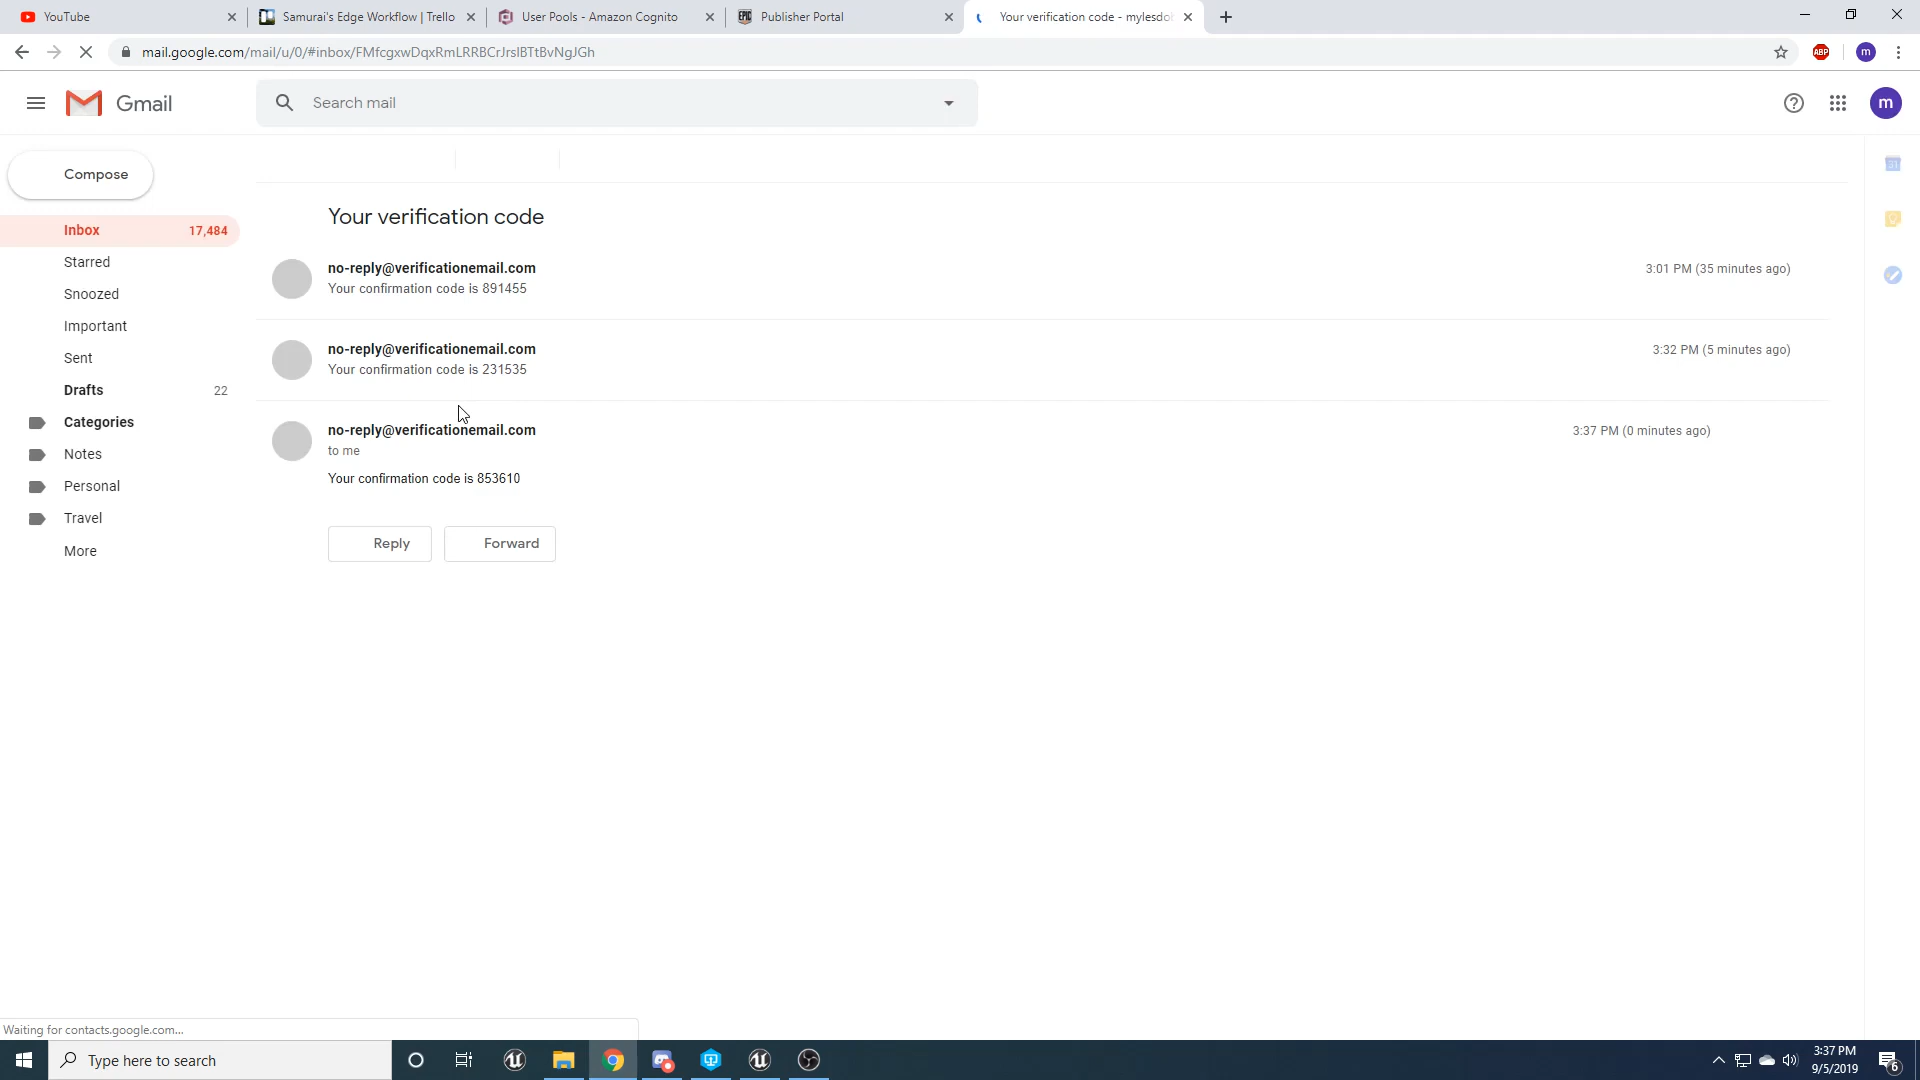 YouTube
Samurai's Edge Workflow | Trello
User Pools - Amazon Cognito
EPIC
Publisher Portal
Your verification code - mylesdoi
mail.google.com/mail/u/0/#inbox/FMfcgxwDqxRmLRRBCrJrslBTtBvNgJGh
ABP
m
Gmail
Search mail
m
Compose
Inbox 17,484
Starred
Snoozed
Important
Sent
Drafts 22
Categories
Notes
Personal
Travel
More
Your verification code
no-reply@verificationemail.com 3:01 PM (35 minutes ago)
Your confirmation code is 891455
no-reply@verificationemail.com 3:32 PM (5 minutes ago)
Your confirmation code is 231535
no-reply@verificationemail.com 3:37 PM (0 minutes ago)
to me
Your confirmation code is 853610
Reply Forward
31
Waiting for contacts.google.com...
Type here to search
3:37 PM
9/5/2019
6